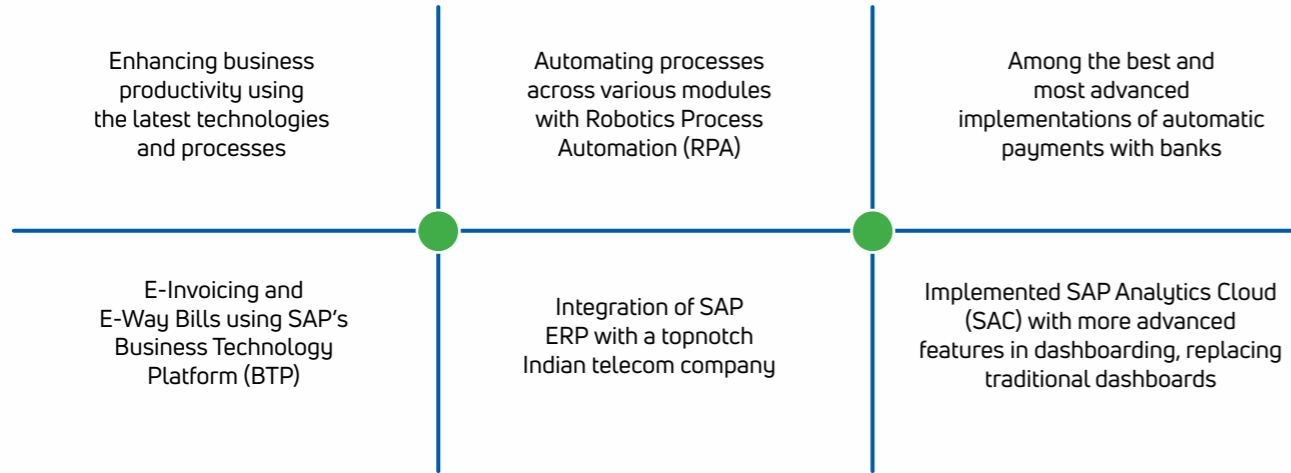 Enhancing business
productivity using
the latest technologies
and processes
Automating processes
across various modules
with Robotics Process
Automation (RPA)
Among the best and
most advanced
implementations of automatic
payments with banks
E-Invoicing and
E-Way Bills using SAP's
Business Technology
Platform (BTP)
Integration of SAP
ERP with a topnotch
Indian telecom company
Implemented SAP Analytics Cloud
(SAC) with more advanced
features in dashboarding, replacing
traditional dashboards